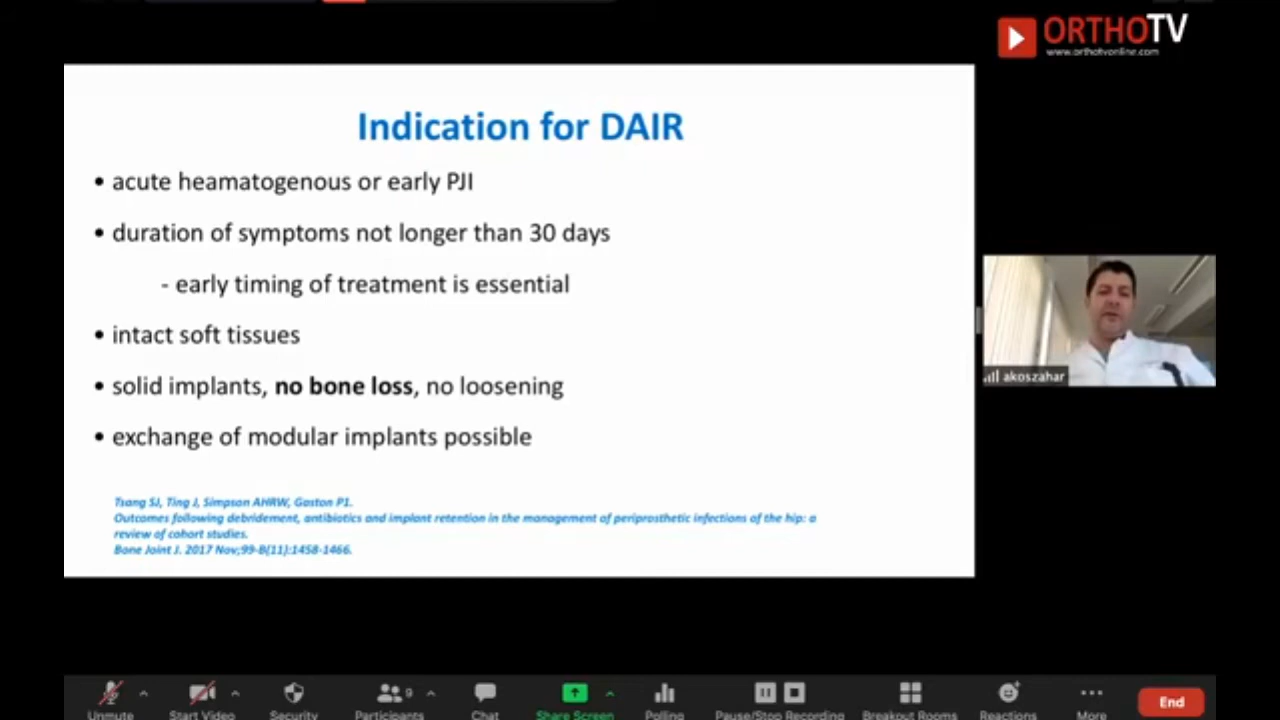 ORTHOTV
www.orthotvonline.com
Indication for DAIR
• acute heamatogenous or early PJI
• duration of symptoms not longer than 30 days
- early timing of treatment is essential
• intact soft tissues
• solid implants, no bone loss, no loosening
• exchange of modular implants possible
Tsang SJ, Ting J, Simpson AHRW, Gaston P1.
Outcomes following debridement, antibiotics and implant retention in the management of periprosthetic infections of the hip: a
review of cohort studies.
Bone Joint J. 2017 Nov;99-B(11):1458-1466.
akoszahar
9
Unmute Start Video Security Participants Chat Share Screen Polling Pause/Stop Recording Breakout Rooms Reactions More End